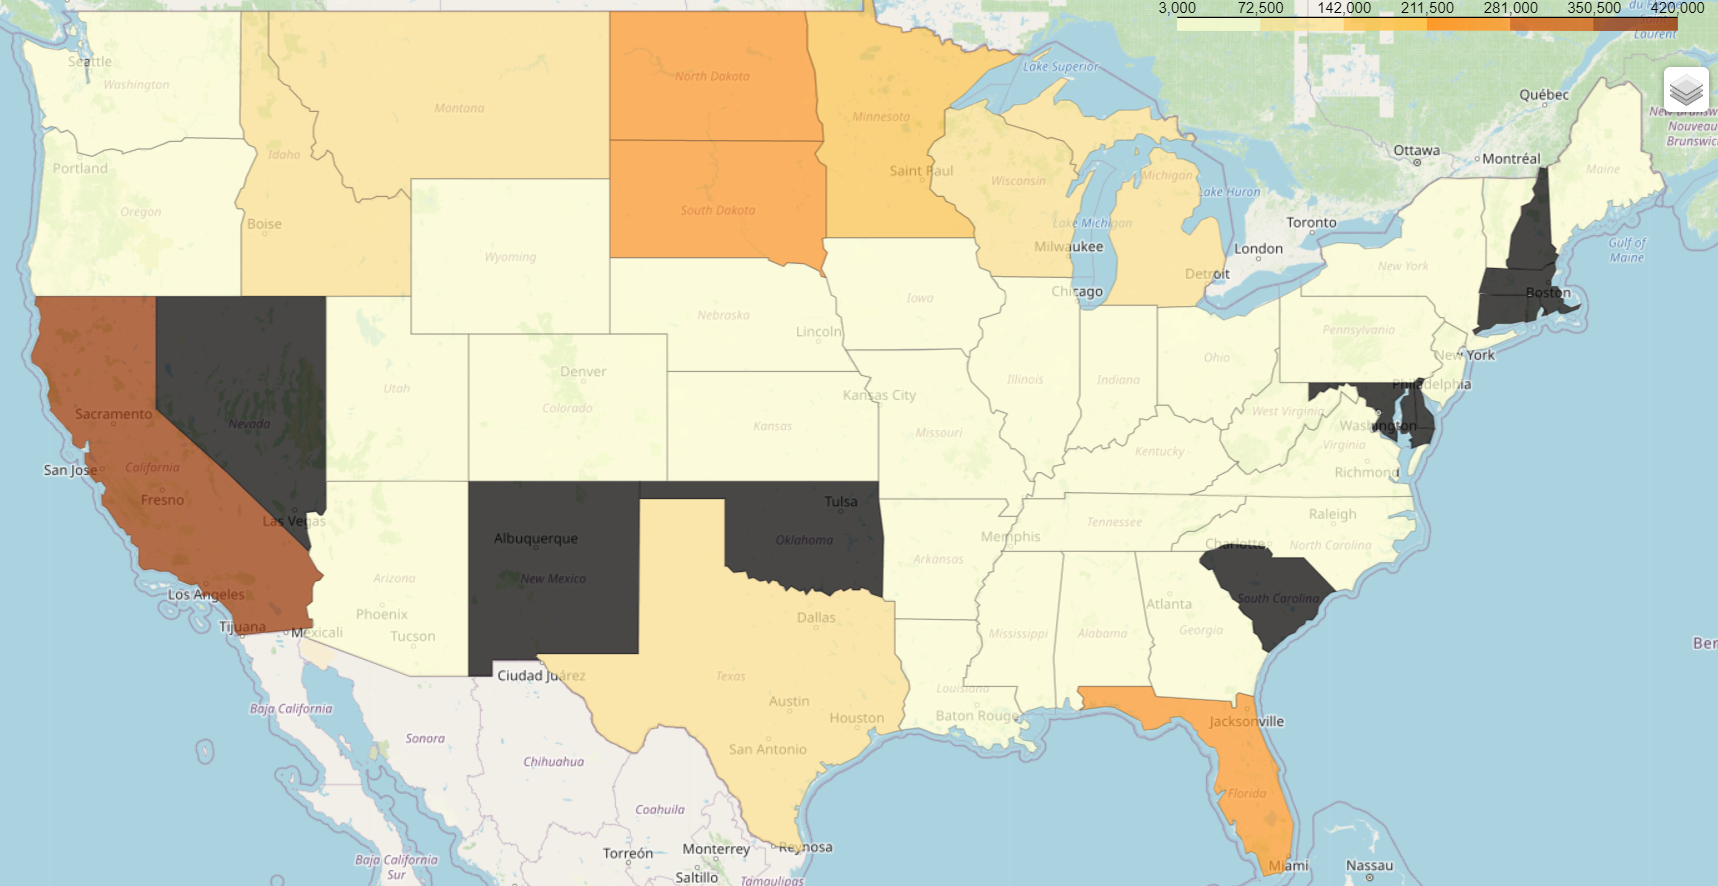 3,000 72,500 142,000 211,500 281,000 350,500 420,000
Seattle
Washington
Portland
Oregon
Idaho
Boise
Montana
North Dakota
South Dakota
Minnesota
Saint Paul
Lake Superior
Wisconsin
Michigan
Lake Michigan
Lake Huron
Milwaukee
Detroit
Chicago
London
Toronto
Ottawa
Montréal
Québec
Maine
Gulf of
Maine
Boston
New York
New York
Pennsylvania
Philadelphia
Wyoming
Nebraska
Lincoln
Iowa
Illinois
Indiana
Ohio
West Virginia
Washington
Virginia
Richmond
Sacramento
San Jose
California
Fresno
Nevada
Las Vegas
Utah
Denver
Colorado
Kansas
Kansas City
Missouri
Kentucky
Los Angeles
Tijuana
Mexicali
Arizona
Phoenix
Tucson
Albuquerque
New Mexico
Tulsa
Oklahoma
Arkansas
Memphis
Tennessee
Raleigh
Charlotte
North Carolina
South Carolina
Atlanta
Georgia
Alabama
Mississippi
Louisiana
Baton Rouge
Dallas
Texas
Austin
Houston
San Antonio
Ciudad Juárez
Jacksonville
Florida
Miami
Nassau
Baja California
Sonora
Chihuahua
Coahuila
Baja California
Sur
Torreón
Monterrey
Saltillo
Reynosa
Tamaulipas
Nouveau
Laurent
Ber